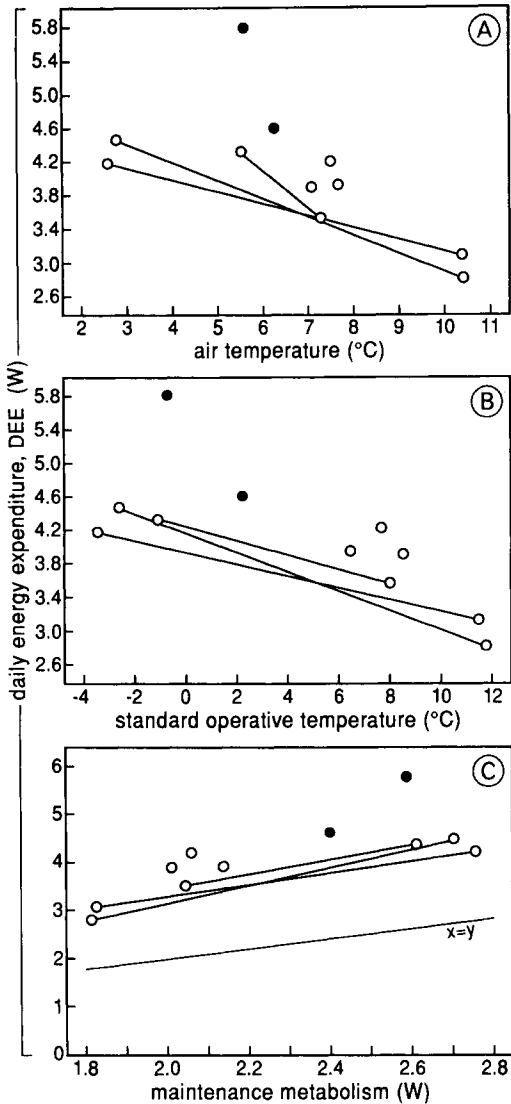 daily energy expenditure, DEE (W)
A
5.8
5.4
5.0
4.6
4.2
3.8
3.4
3.0
2.6
2 3 4 5 6 7 8 9 10 11
air temperature (°C)
B
5.8
5.4
5.0
4.6
4.2
3.8
3.4
3.0
2.6
-4 -2 0 2 4 6 8 10 12
standard operative temperature (°C)
C
6
5
4
3
2
1
0
x=y
1.8 2.0 2.2 2.4 2.6 2.8
maintenance metabolism (W)